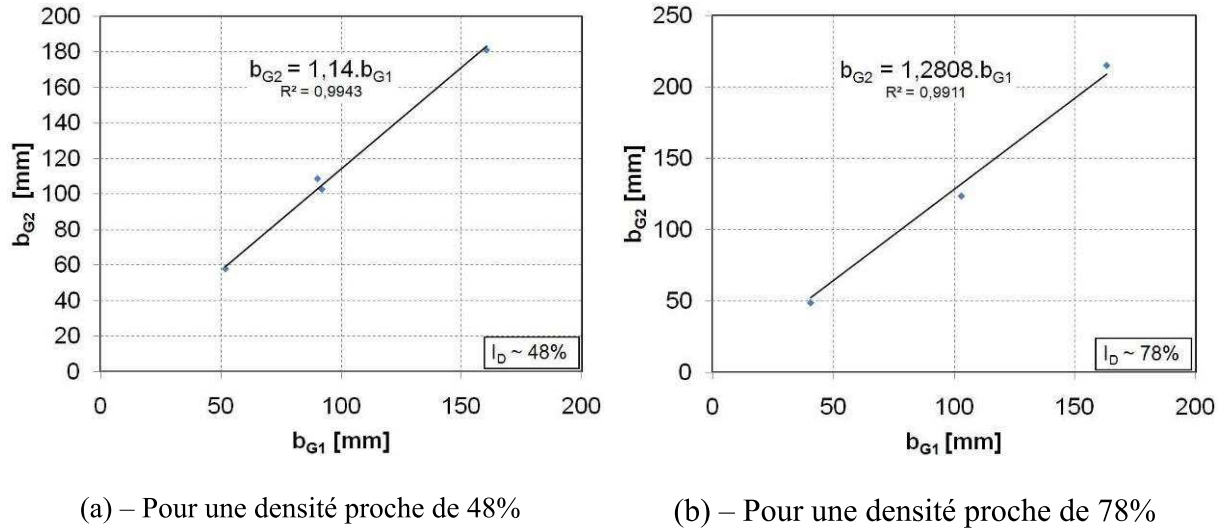 200
180
160
140
120
100
80
60
40
20
0
b_G2 [mm]
b_G2 = 1,14.b_G1
R² = 0,9943
I_D ~ 48%
0 50 100 150 200
b_G1 [mm]
(a) – Pour une densité proche de 48%
250
200
150
100
50
0
b_G2 [mm]
b_G2 = 1,2808.b_G1
R² = 0,9911
I_D ~ 78%
0 50 100 150 200
b_G1 [mm]
(b) – Pour une densité proche de 78%